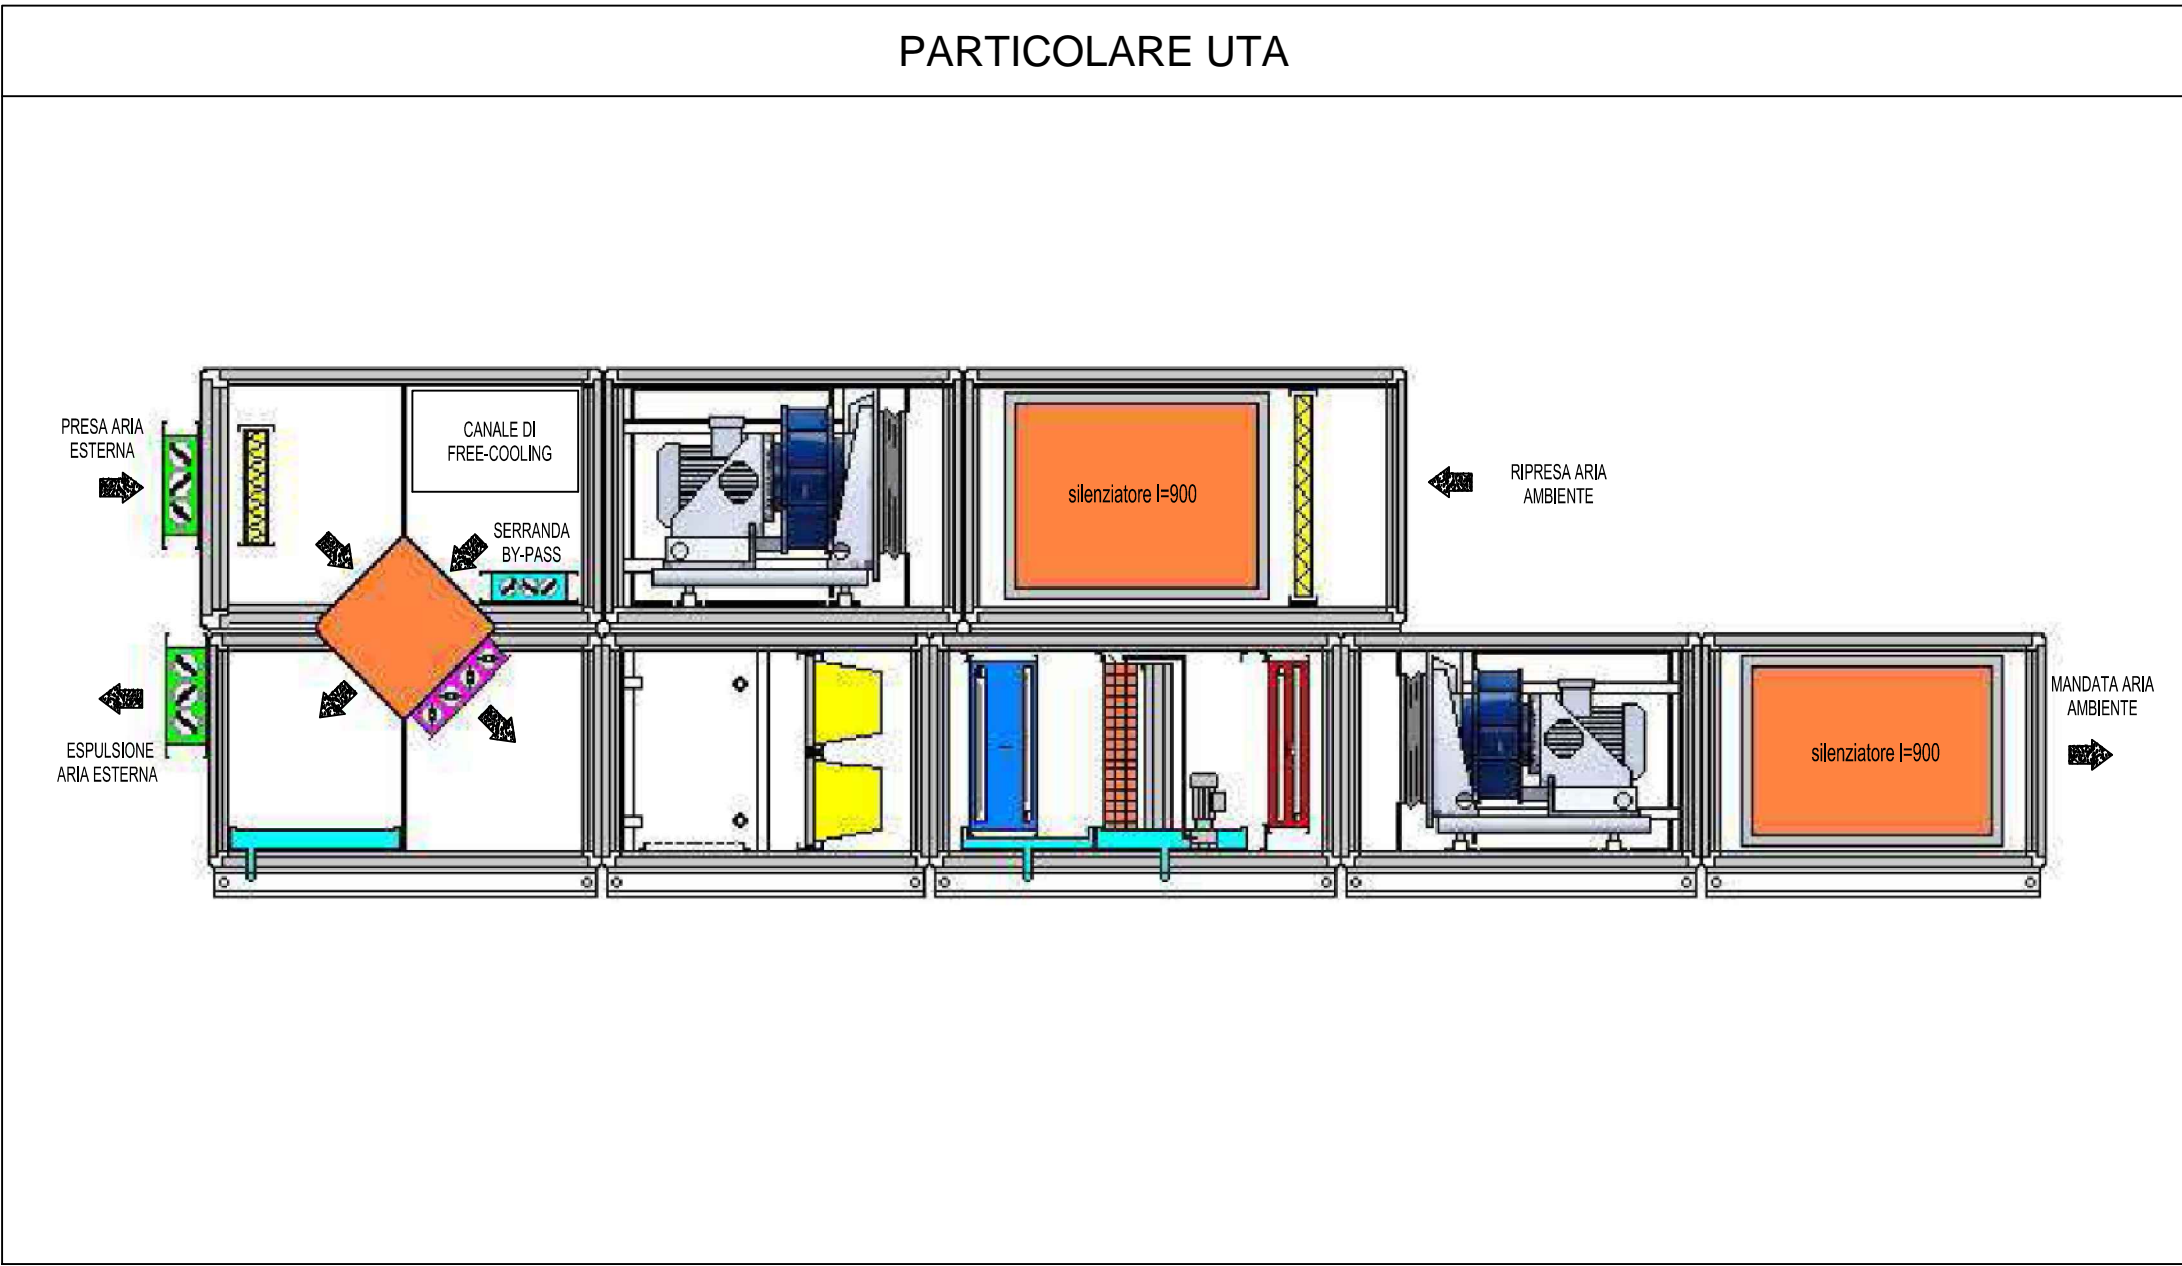 PARTICOLARE UTA
PRESA ARIA
ESTERNA
CANALE DI
FREE-COOLING
SERRANDA
BY-PASS
silenziatore l=900
RIPRESA ARIA
AMBIENTE
ESPULSIONE
ARIA ESTERNA
silenziatore l=900
MANDATA ARIA
AMBIENTE